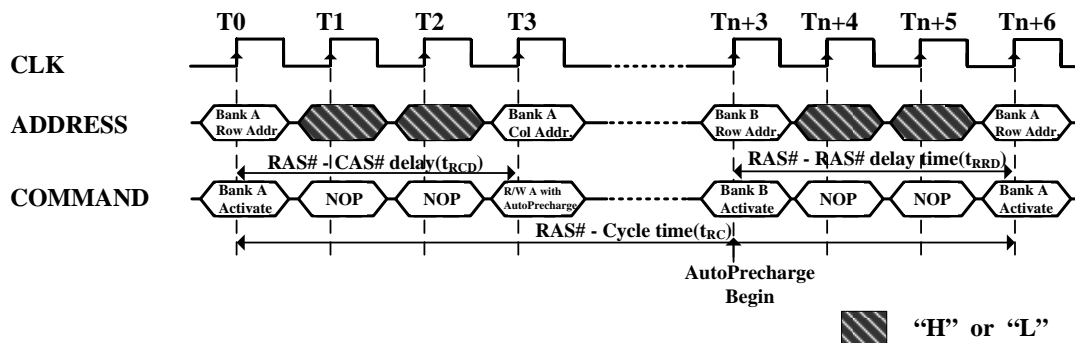 T0 T1 T2 T3 Tn+3 Tn+4 Tn+5 Tn+6
CLK
ADDRESS
Bank A
Row Addr.
Bank A
Col Addr.
Bank B
Row Addr.
Bank A
Row Addr.
RAS# - CAS# delay(tRCD)
RAS# - RAS# delay time(tRRD)
COMMAND
Bank A
Activate
NOP
NOP
R/W A with
AutoPrecharge
Bank B
Activate
NOP
NOP
Bank A
Activate
RAS# - Cycle time(tRC)
AutoPrecharge
Begin
“H” or “L”